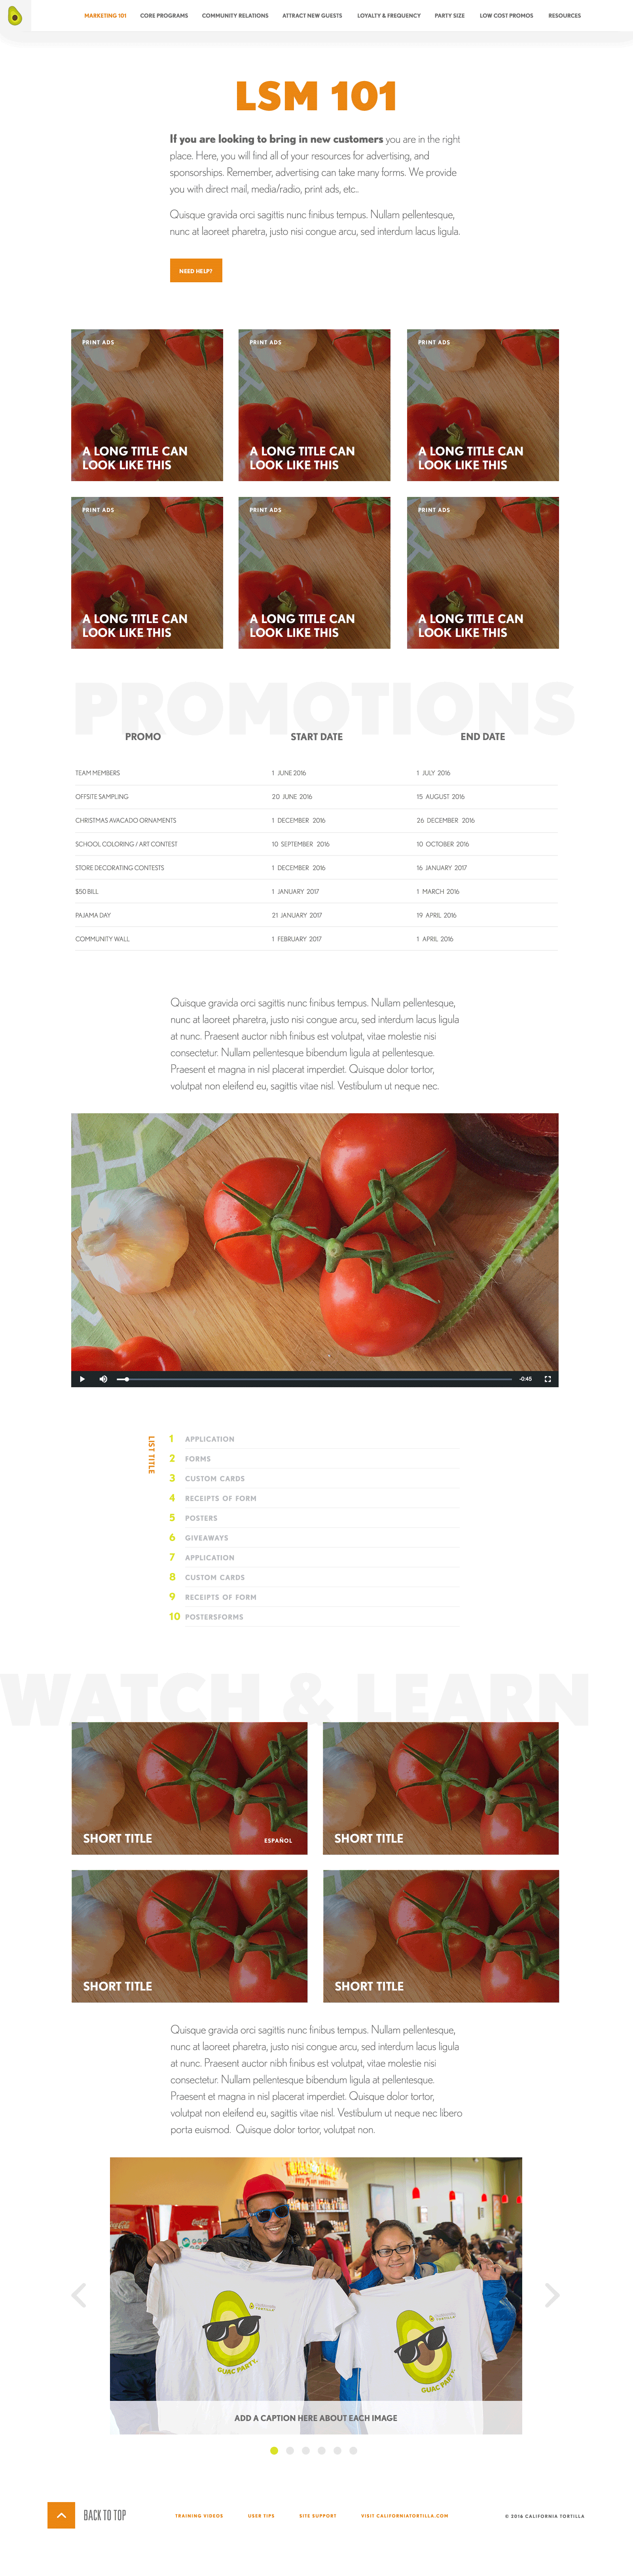 MARKETING 101 CORE PROGRAMS COMMUNITY RELATIONS ATTRACT NEW GUESTS LOYALTY & FREQUENCY PARTY SIZE LOW COST PROMOS RESOURCES
LSM 101
If you are looking to bring in new customers you are in the right
place. Here, you will find all of your resources for advertising, and
sponsorships. Remember, advertising can take many forms. We provide
you with direct mail, media/radio, print ads, etc..
Quisque gravida orci sagittis nunc finibus tempus. Nullam pellentesque,
nunc at laoreet pharetra, justo nisi congue arcu, sed interdum lacus ligula.
NEED HELP?
PRINT ADS PRINT ADS PRINT ADS
A LONG TITLE CAN A LONG TITLE CAN A LONG TITLE CAN
LOOK LIKE THIS LOOK LIKE THIS LOOK LIKE THIS
PRINT ADS PRINT ADS PRINT ADS
A LONG TITLE CAN A LONG TITLE CAN A LONG TITLE CAN
LOOK LIKE THIS LOOK LIKE THIS LOOK LIKE THIS
PROMOTIONS
PROMO START DATE END DATE
TEAM MEMBERS 1 JUNE 2016 1 JULY 2016
OFFSITE SAMPLING 20 JUNE 2016 15 AUGUST 2016
CHRISTMAS AVACADO ORNAMENTS 1 DECEMBER 2016 26 DECEMBER 2016
SCHOOL COLORING / ART CONTEST 10 SEPTEMBER 2016 10 OCTOBER 2016
STORE DECORATING CONTESTS 1 DECEMBER 2016 16 JANUARY 2017
$50 BILL 1 JANUARY 2017 1 MARCH 2016
PAJAMA DAY 21 JANUARY 2017 19 APRIL 2016
COMMUNITY WALL 1 FEBRUARY 2017 1 APRIL 2016
Quisque gravida orci sagittis nunc finibus tempus. Nullam pellentesque,
nunc at laoreet pharetra, justo nisi congue arcu, sed interdum lacus ligula
at nunc. Praesent auctor nibh finibus est volutpat, vitae molestie nisi
consectetur. Nullam pellentesque bibendum ligula at pellentesque.
Praesent et magna in nisl placerat imperdiet. Quisque dolor tortor,
volutpat non eleifend eu, sagittis vitae nisl. Vestibulum ut neque nec.
-0:45
LIST TITLE
1 APPLICATION
2 FORMS
3 CUSTOM CARDS
4 RECEIPTS OF FORM
5 POSTERS
6 GIVEAWAYS
7 APPLICATION
8 CUSTOM CARDS
9 RECEIPTS OF FORM
10 POSTERSFORMS
WATCH & LEARN
SHORT TITLE ESPAÑOL SHORT TITLE
SHORT TITLE SHORT TITLE
Quisque gravida orci sagittis nunc finibus tempus. Nullam pellentesque,
nunc at laoreet pharetra, justo nisi congue arcu, sed interdum lacus ligula
at nunc. Praesent auctor nibh finibus est volutpat, vitae molestie nisi
consectetur. Nullam pellentesque bibendum ligula at pellentesque.
Praesent et magna in nisl placerat imperdiet. Quisque dolor tortor,
volutpat non eleifend eu, sagittis vitae nisl. Vestibulum ut neque nec libero
porta euismod. Quisque dolor tortor, volutpat non.
GUAC PARTY.
GUAC PARTY.
ADD A CAPTION HERE ABOUT EACH IMAGE
BACK TO TOP TRAINING VIDEOS USER TIPS SITE SUPPORT VISIT CALIFORNIATORTILLA.COM © 2016 CALIFORNIA TORTILLA